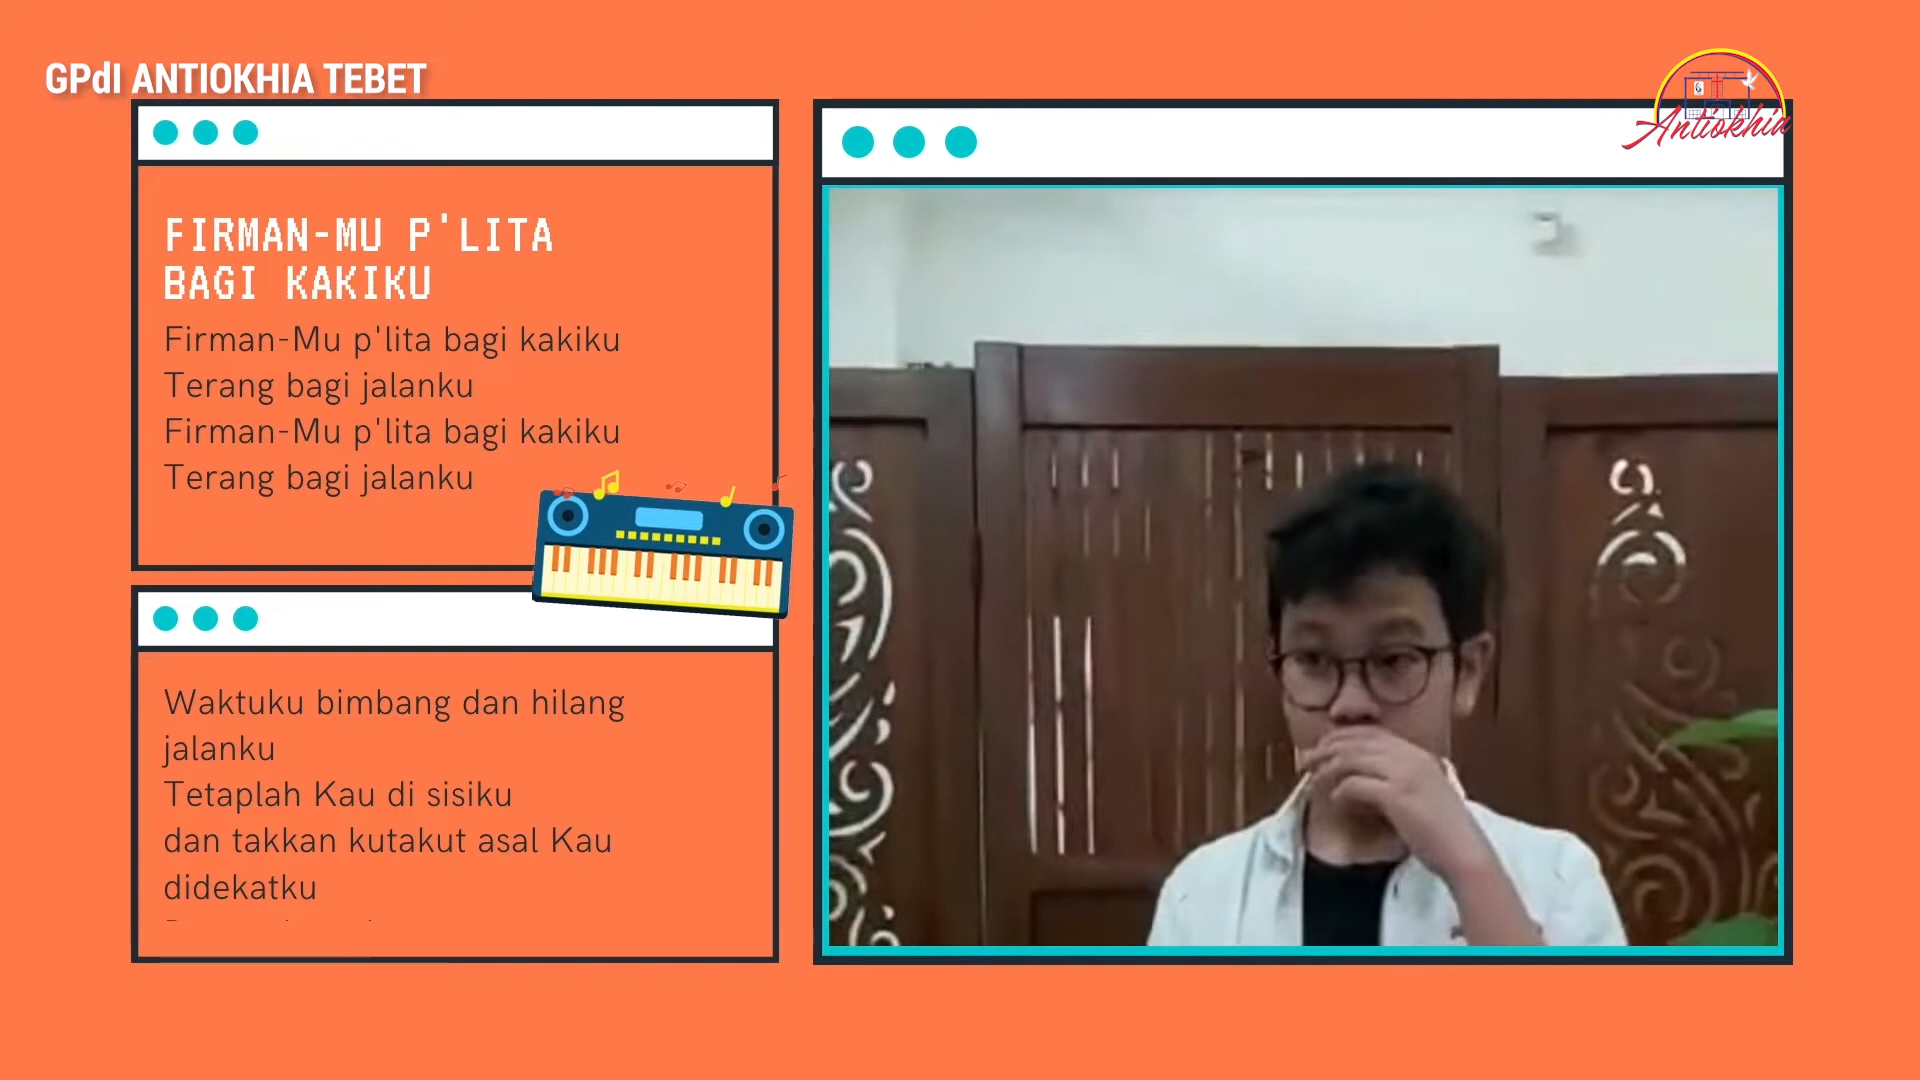 GPdI ANTIOKHIA TEBET
Antiokhia
FIRMAN-MU P'LITA
BAGI KAKIKU
Firman-Mu p'lita bagi kakiku
Terang bagi jalanku
Firman-Mu p'lita bagi kakiku
Terang bagi jalanku
Waktuku bimbang dan hilang
jalanku
Tetaplah Kau di sisiku
dan takkan kutakut asal Kau
didekatku